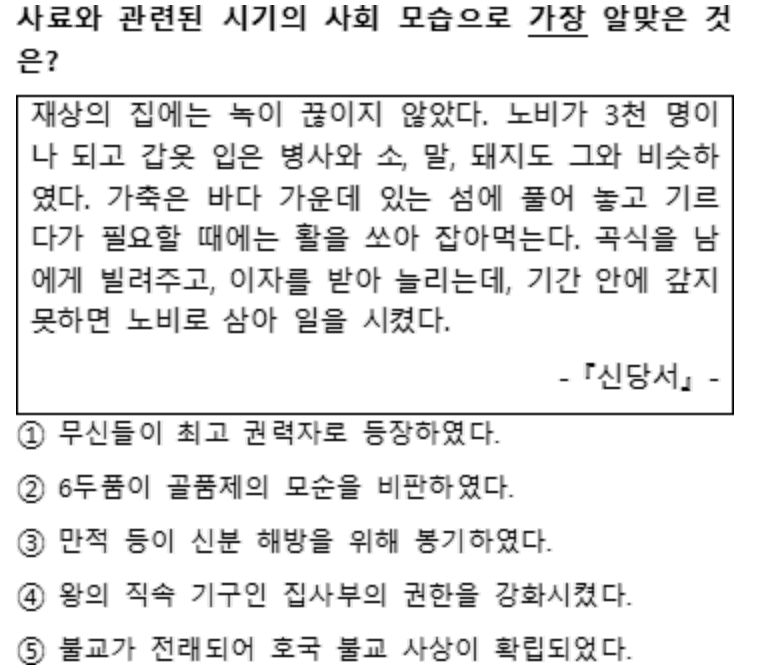 사료와 관련된 시기의 사회 모습으로 가장 알맞은 것
은?
재상의 집에는 녹이 끊이지 않았다. 노비가 3천 명이
나 되고 갑옷 입은 병사와 소, 말, 돼지도 그와 비슷하
였다. 가축은 바다 가운데 있는 섬에 풀어 놓고 기르
다가 필요할 때에는 활을 쏘아 잡아먹는다. 곡식을 남
에게 빌려주고, 이자를 받아 늘리는데, 기간 안에 갚지
못하면 노비로 삼아 일을 시켰다.
-『신당서』-
① 무신들이 최고 권력자로 등장하였다.
② 6두품이 골품제의 모순을 비판하였다.
③ 만적 등이 신분 해방을 위해 봉기하였다.
④ 왕의 직속 기구인 집사부의 권한을 강화시켰다.
⑤ 불교가 전래되어 호국 불교 사상이 확립되었다.